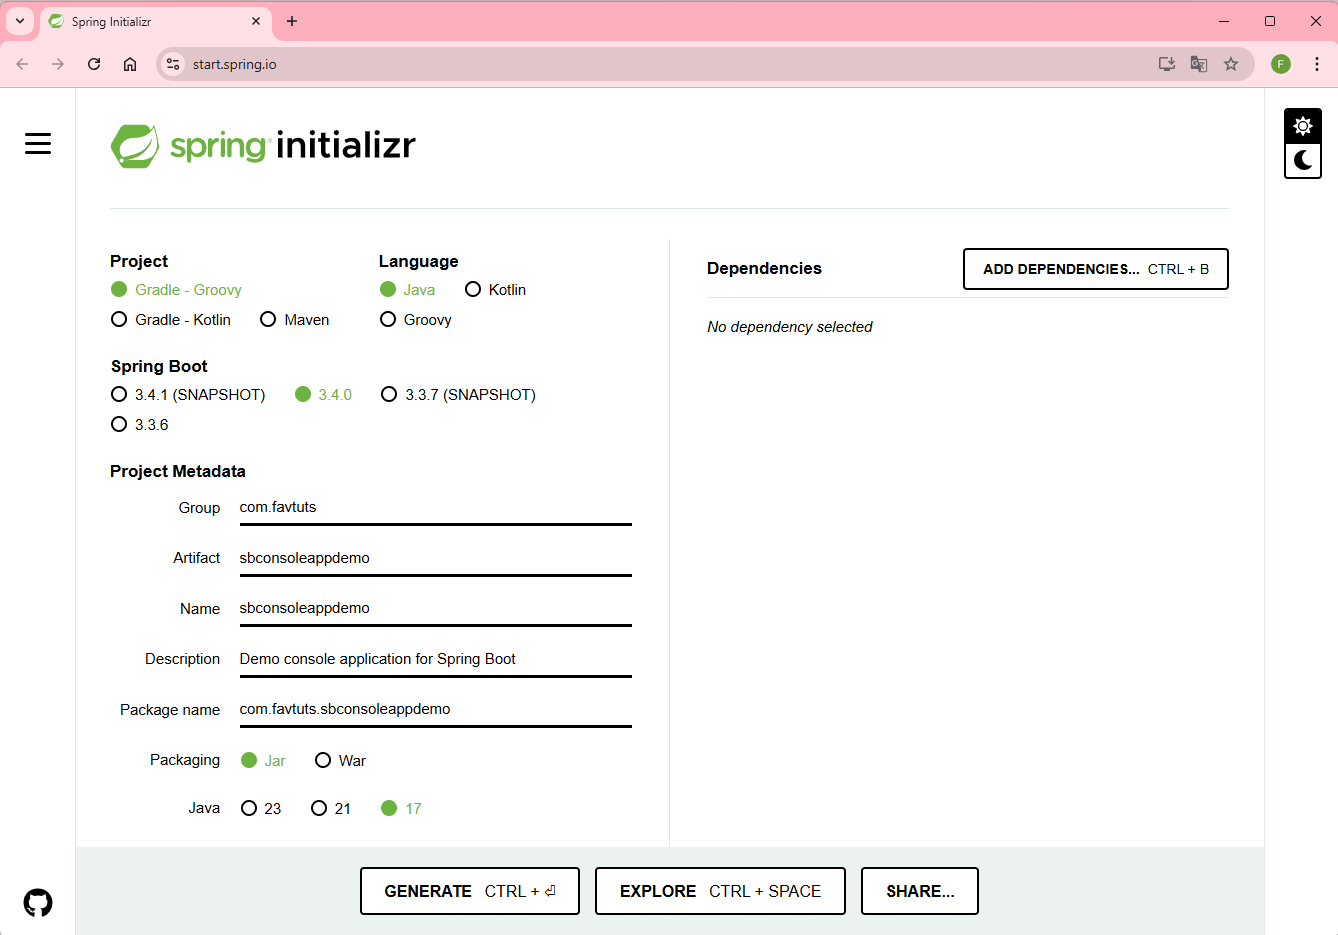 Spring Initializr
start.spring.io
F
spring initializr
Project
Gradle - Groovy
Gradle - Kotlin Maven
Language
Java Kotlin
Groovy
Spring Boot
3.4.1 (SNAPSHOT) 3.4.0 3.3.7 (SNAPSHOT)
3.3.6
Project Metadata
Group com.favtuts
Artifact sbconsoleappdemo
Name sbconsoleappdemo
Description Demo console application for Spring Boot
Package name com.favtuts.sbconsoleappdemo
Packaging Jar War
Java 23 21 17
Dependencies
ADD DEPENDENCIES... CTRL + B
No dependency selected
GENERATE CTRL + ⏎
EXPLORE CTRL + SPACE
SHARE...